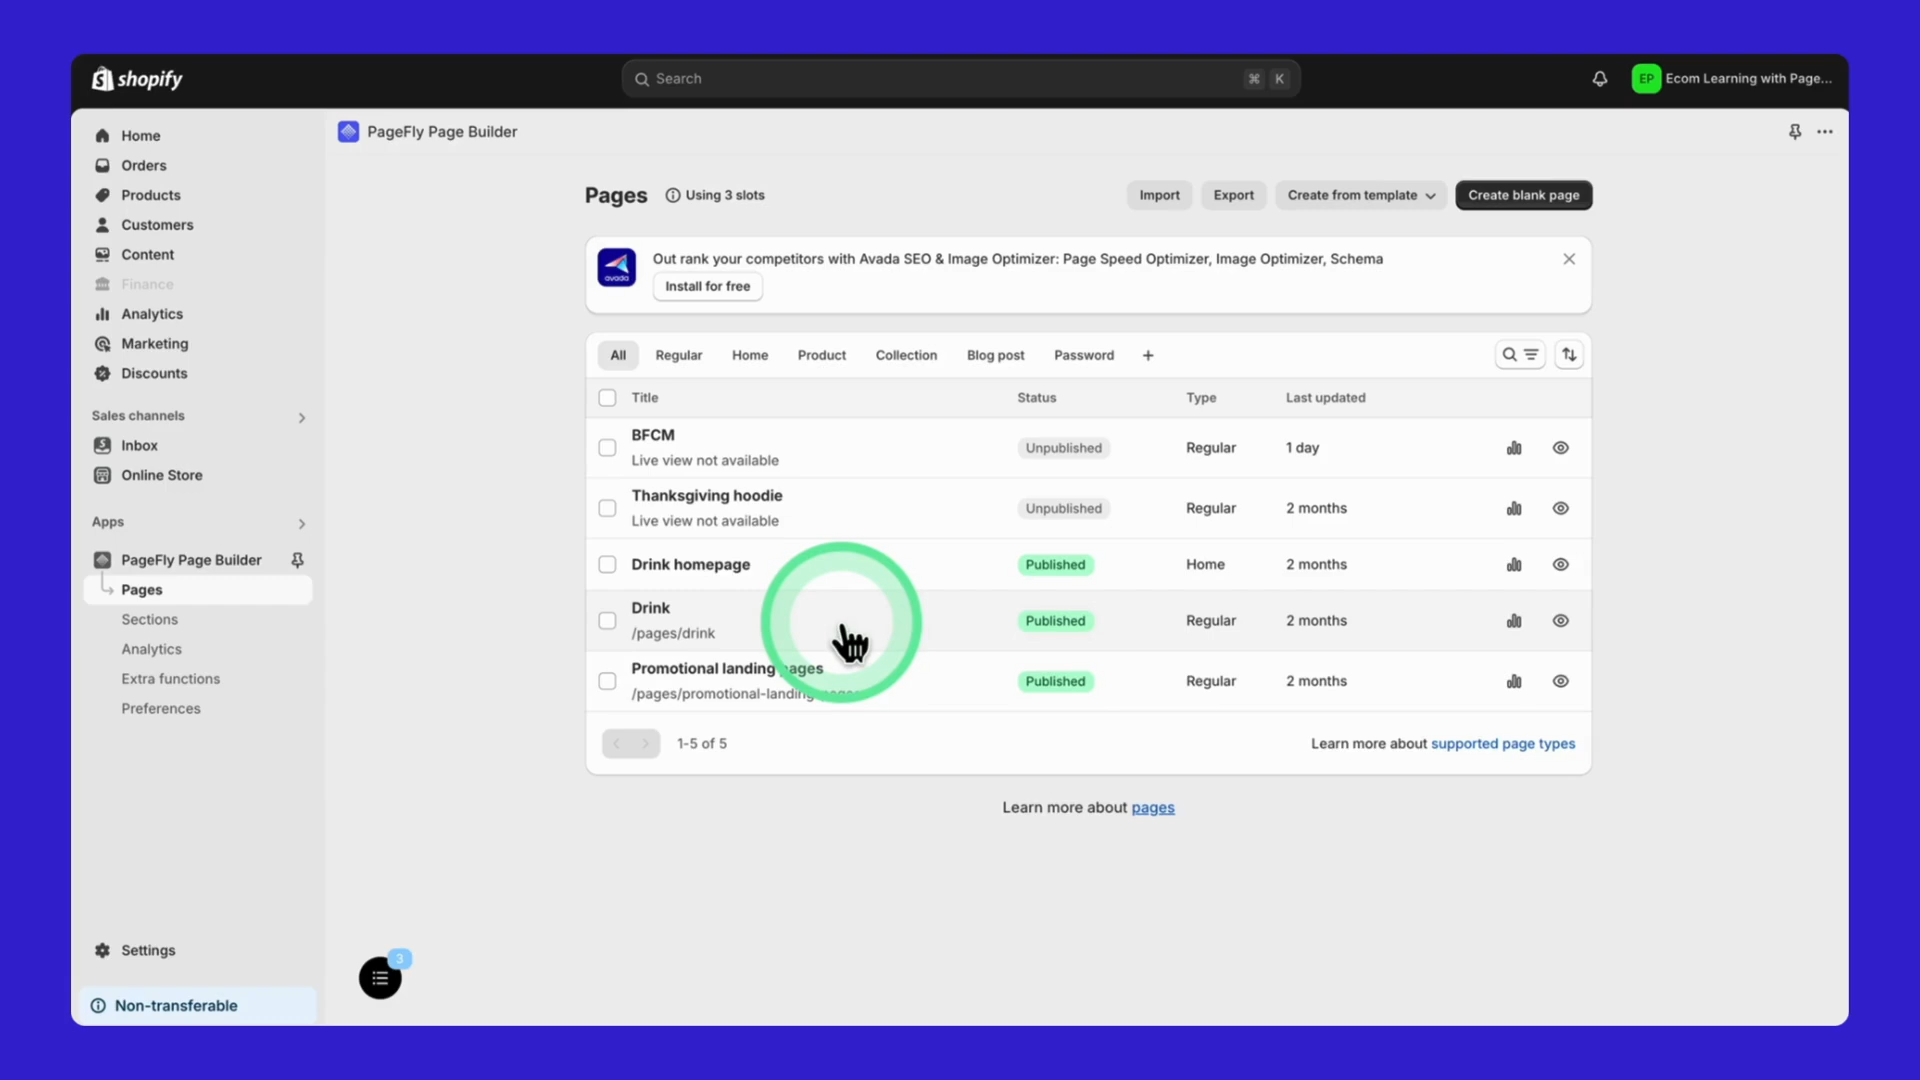 shopify
Search
⌘ K
EP Ecom Learning with Page...
Home
Orders
Products
Customers
Content
Finance
Analytics
Marketing
Discounts
Sales channels
Inbox
Online Store
Apps
PageFly Page Builder
Pages
Sections
Analytics
Extra functions
Preferences
Settings
Non-transferable
PageFly Page Builder
Pages Using 3 slots
Import Export Create from template Create blank page
avada
Out rank your competitors with Avada SEO & Image Optimizer: Page Speed Optimizer, Image Optimizer, Schema
Install for free
All Regular Home Product Collection Blog post Password +
Title Status Type Last updated
BFCM
Live view not available
Unpublished Regular 1 day
Thanksgiving hoodie
Live view not available
Unpublished Regular 2 months
Drink homepage Published Home 2 months
Drink
/pages/drink
Published Regular 2 months
Promotional landing pages
/pages/promotional-landing-pages
Published Regular 2 months
1-5 of 5
Learn more about supported page types
Learn more about pages
3